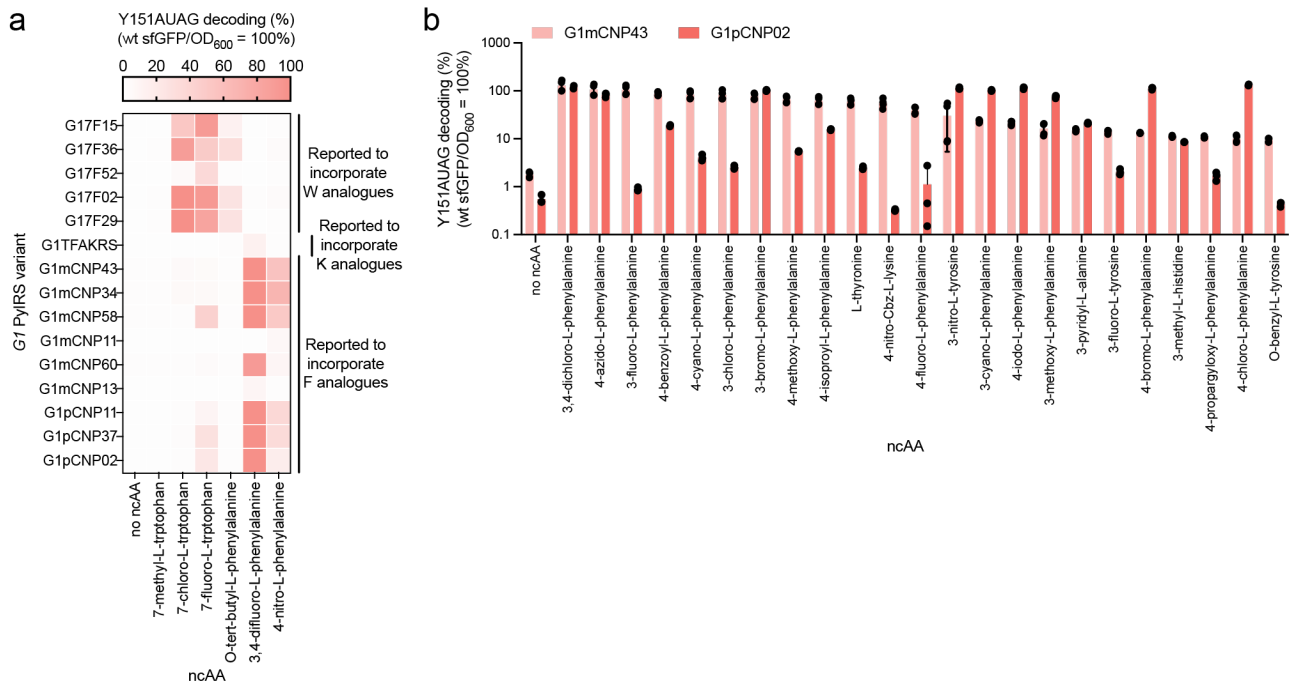 a
Y151AUAG decoding (%)
(wt sfGFP/OD600 = 100%)
0 20 40 60 80 100
G1 PylRS variant
G17F15
G17F36
G17F52
G17F02
G17F29
G1TFAKRS
G1mCNP43
G1mCNP34
G1mCNP58
G1mCNP11
G1mCNP60
G1mCNP13
G1pCNP11
G1pCNP37
G1pCNP02
Reported to
incorporate
W analogues
Reported to
incorporate
K analogues
Reported to
incorporate
F analogues
no ncAA
7-methyl-L-trptophan
7-chloro-L-trptophan
7-fluoro-L-trptophan
O-tert-butyl-L-phenylalanine
3,4-difluoro-L-phenylalanine
4-nitro-L-phenylalanine
ncAA
b
G1mCNP43 G1pCNP02
Y151AUAG decoding (%)
(wt sfGFP/OD600 = 100%)
1000
100
10
1
0.1
no ncAA
3,4-dichloro-L-phenylalanine
4-azido-L-phenylalanine
3-fluro-L-phenylalanine
4-benzoyl-L-phenylalanine
4-cyano-L-phenylalanine
3-chloro-L-phenylalanine
3-bromo-L-phenylalanine
4-methoxy-L-phenylalanine
4-isoproyl-L-phenylalanine
L-thyronine
4-nitro-Cbz-L-lysine
4-fluoro-L-phenylalanine
3-nitro-L-tyrosine
3-cyano-L-phenylalanine
4-iodo-L-phenylalanine
3-methoxy-L-phenylalanine
3-pyridyl-L-alanine
3-fluoro-L-tyrosine
4-bromo-L-phenylalanine
3-methyl-L-histidine
4-propargyloxy-L-phenylalanine
4-chloro-L-phenylalanine
O-benzyl-L-tyrosine
ncAA